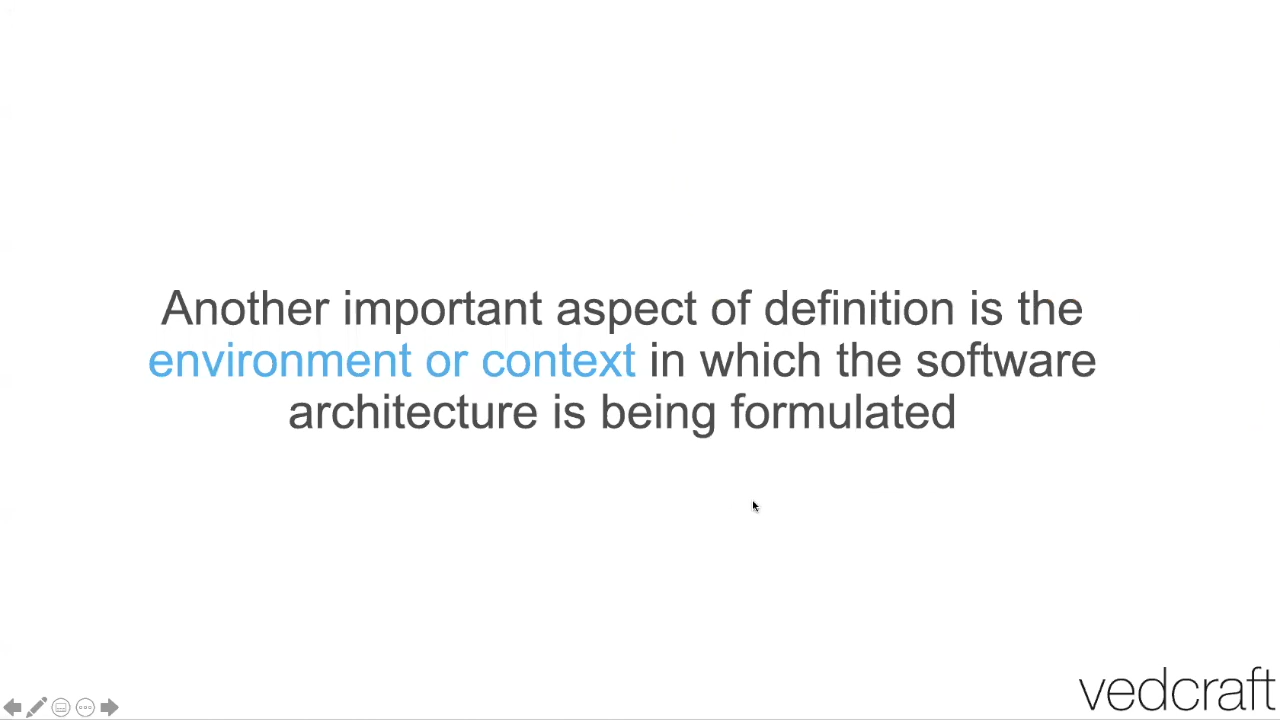 Another important aspect of definition is the
environment or context in which the software
architecture is being formulated
vedcraft